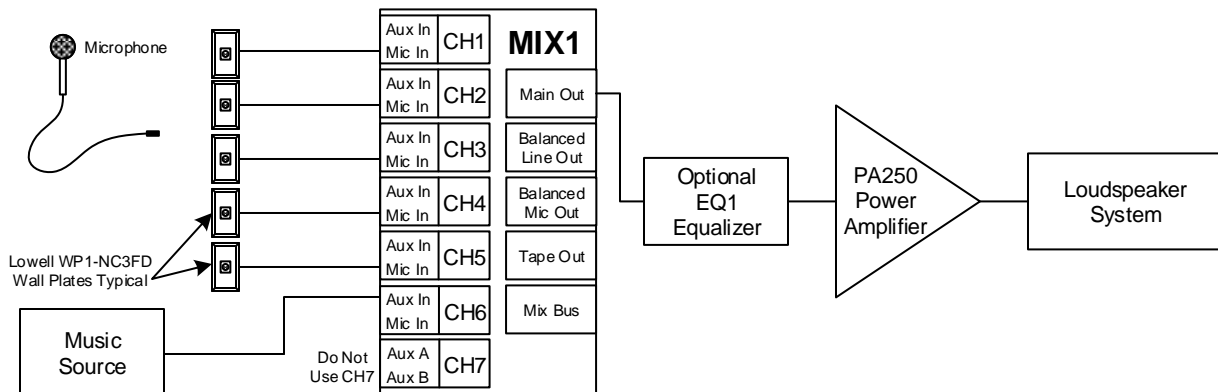 Microphone
Lowell WP1-NC3FD
Wall Plates Typical
Music
Source
Do Not
Use CH7
Aux In
Mic In
CH1
Aux In
Mic In
CH2
Aux In
Mic In
CH3
Aux In
Mic In
CH4
Aux In
Mic In
CH5
Aux In
Mic In
CH6
Aux A
Aux B
CH7
MIX1
Main Out
Balanced
Line Out
Balanced
Mic Out
Tape Out
Mix Bus
Optional
EQ1
Equalizer
PA250
Power
Amplifier
Loudspeaker
System